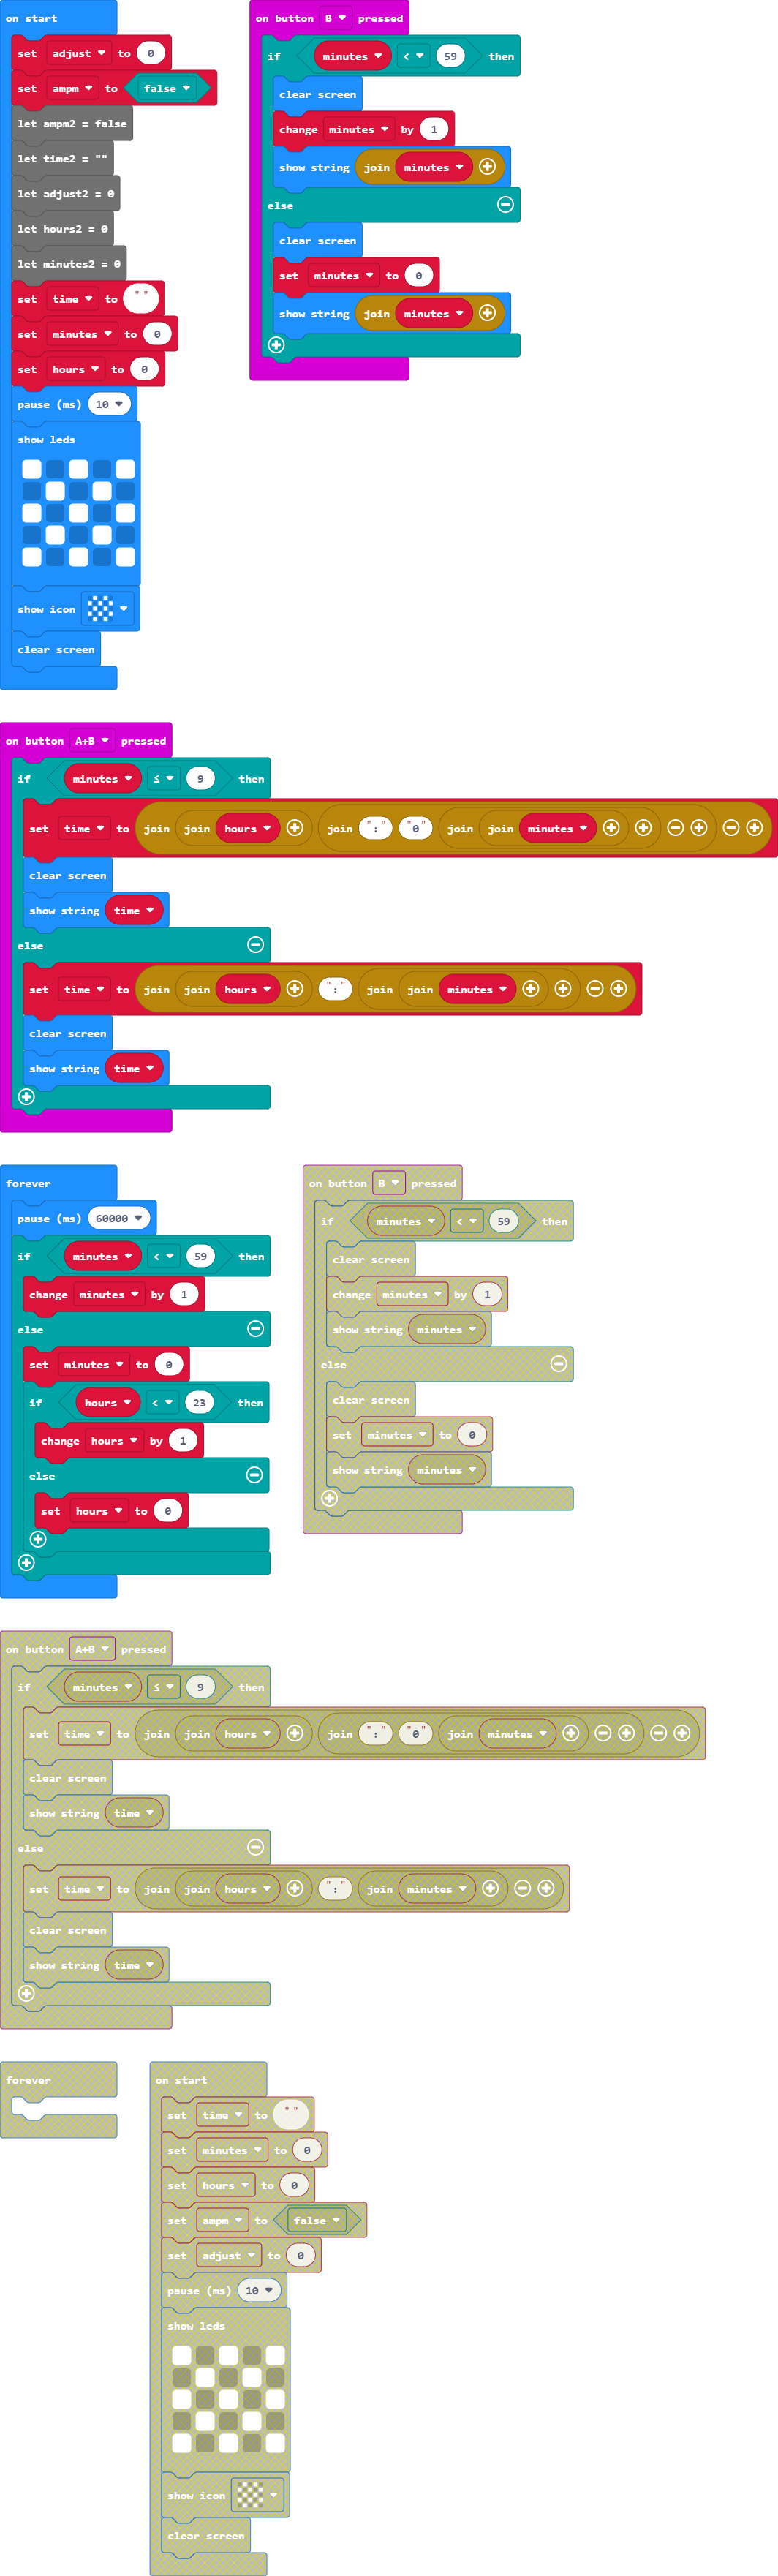 on start
set adjust to 0
set ampm to false
let ampm2 = false
let time2 = ""
let adjust2 = 0
let hours2 = 0
let minutes2 = 0
set time to " "
set minutes to 0
set hours to 0
pause (ms) 10
show leds
show icon
clear screen
on button B pressed
if minutes < 59 then
clear screen
change minutes by 1
show string join minutes
else
clear screen
set minutes to 0
show string join minutes
on button A+B pressed
if minutes ≤ 9 then
set time to join join hours join ":" "0" join join minutes
clear screen
show string time
else
set time to join join hours ":" join join minutes
clear screen
show string time
forever
pause (ms) 60000
if minutes < 59 then
change minutes by 1
else
set minutes to 0
if hours < 23 then
change hours by 1
else
set hours to 0
on button B pressed
if minutes < 59 then
clear screen
change minutes by 1
show string minutes
else
clear screen
set minutes to 0
show string minutes
on button A+B pressed
if minutes ≤ 9 then
set time to join join hours join ":" "0" join minutes
clear screen
show string time
else
set time to join join hours ":" join minutes
clear screen
show string time
forever
on start
set time to " "
set minutes to 0
set hours to 0
set ampm to false
set adjust to 0
pause (ms) 10
show leds
show icon
clear screen